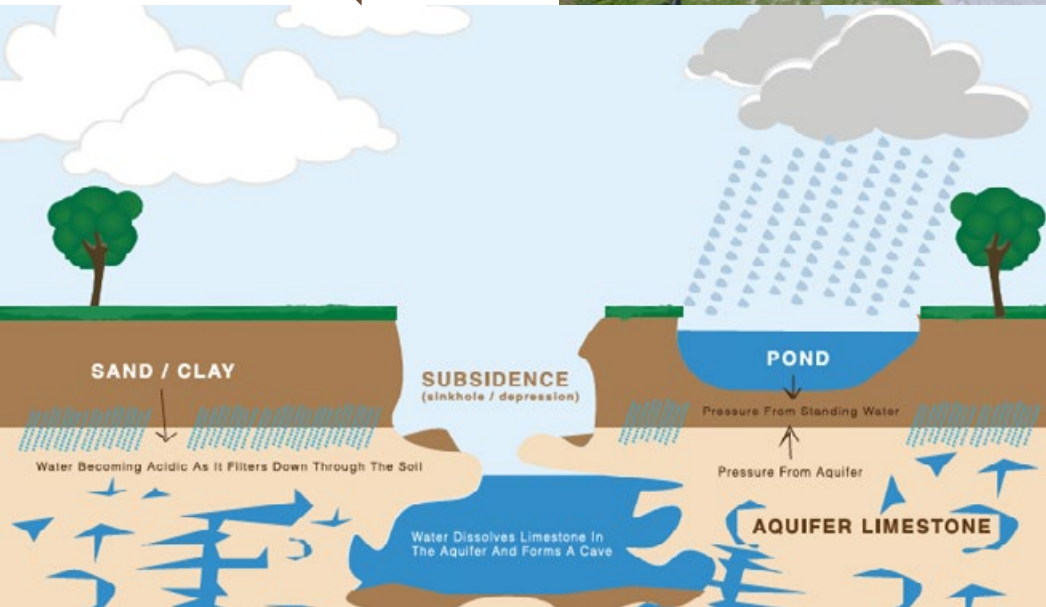 SAND / CLAY
SUBSIDENCE
(sinkhole / depression)
POND
Pressure From Standing Water
Water Becoming Acidic As It Filters Down Through The Soil
Pressure From Aquifer
AQUIFER LIMESTONE
Water Dissolves Limestone In
The Aquifer And Forms A Cave